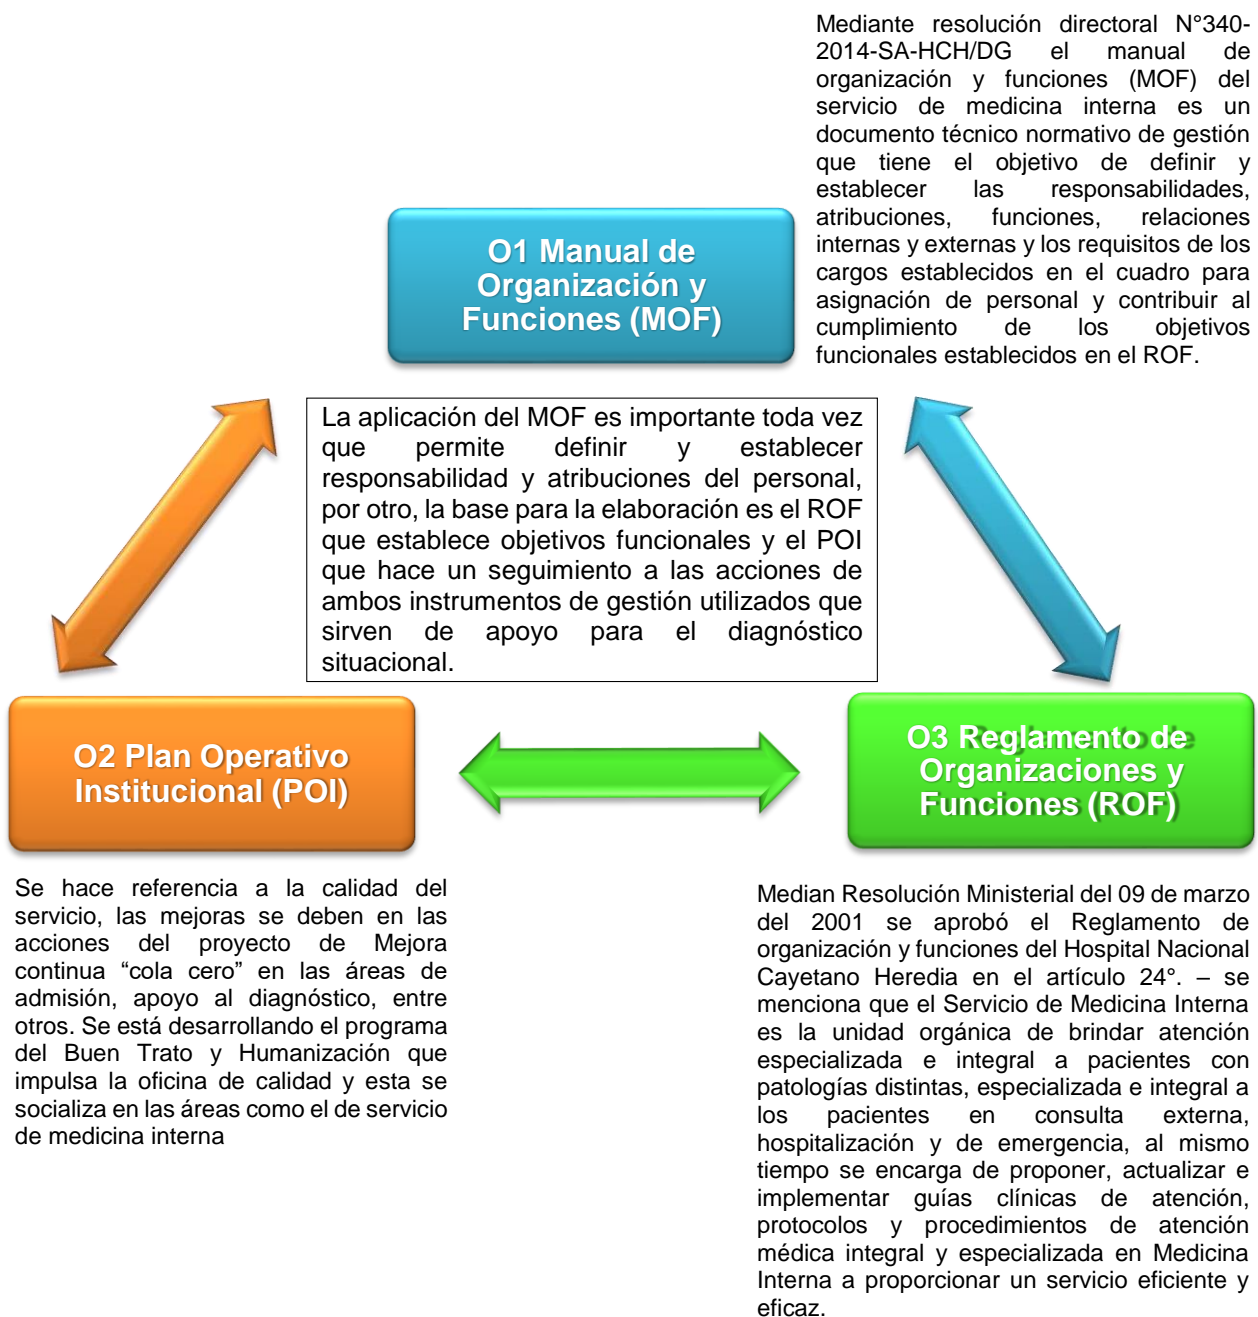 Mediante resolución directoral N°340-
2014-SA-HCH/DG el manual de
organización y funciones (MOF) del
servicio de medicina interna es un
documento técnico normativo de gestión
que tiene el objetivo de definir y
establecer las responsabilidades,
atribuciones, funciones, relaciones
internas y externas y los requisitos de los
cargos establecidos en el cuadro para
asignación de personal y contribuir al
cumplimiento de los objetivos
funcionales establecidos en el ROF.
O1 Manual de
Organización y
Funciones (MOF)
La aplicación del MOF es importante toda vez
que permite definir y establecer
responsabilidad y atribuciones del personal,
por otro, la base para la elaboración es el ROF
que establece objetivos funcionales y el POI
que hace un seguimiento a las acciones de
ambos instrumentos de gestión utilizados que
sirven de apoyo para el diagnóstico
situacional.
O2 Plan Operativo
Institucional (POI)
O3 Reglamento de
Organizaciones y
Funciones (ROF)
Se hace referencia a la calidad del
servicio, las mejoras se deben en las
acciones del proyecto de Mejora
continua “cola cero” en las áreas de
admisión, apoyo al diagnóstico, entre
otros. Se está desarrollando el programa
del Buen Trato y Humanización que
impulsa la oficina de calidad y esta se
socializa en las áreas como el de servicio
de medicina interna
Median Resolución Ministerial del 09 de marzo
del 2001 se aprobó el Reglamento de
organización y funciones del Hospital Nacional
Cayetano Heredia en el artículo 24°. – se
menciona que el Servicio de Medicina Interna
es la unidad orgánica de brindar atención
especializada e integral a pacientes con
patologías distintas, especializada e integral a
los pacientes en consulta externa,
hospitalización y de emergencia, al mismo
tiempo se encarga de proponer, actualizar e
implementar guías clínicas de atención,
protocolos y procedimientos de atención
médica integral y especializada en Medicina
Interna a proporcionar un servicio eficiente y
eficaz.